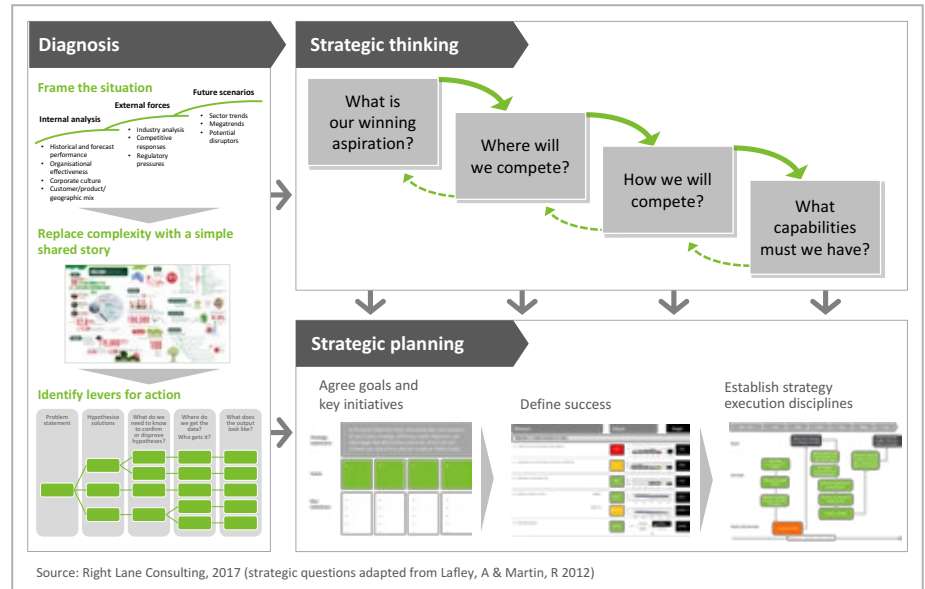 Diagnosis
Frame the situation
Internal analysis
• Historical and forecast
performance
• Organisational
effectiveness
• Corporate culture
• Customer/product/
geographic mix
External forces
• Industry analysis
• Competitive
responses
• Regulatory
pressures
Future scenarios
• Sector trends
• Megatrends
• Potential
disruptors
Replace complexity with a simple
shared story
Identify levers for action
Problem
statement
Hypothesise
solutions
What do we
need to know
to confirm
or disprove
hypotheses?
Where do
we get the
data?
Who gets it?
What does
the output
look like?
Strategic thinking
What is
our winning
aspiration?
Where will
we compete?
How we will
compete?
What
capabilities
must we have?
Strategic planning
Agree goals and
key initiatives
Define success
Establish strategy
execution disciplines
Source: Right Lane Consulting, 2017 (strategic questions adapted from Lafley, A & Martin, R 2012)